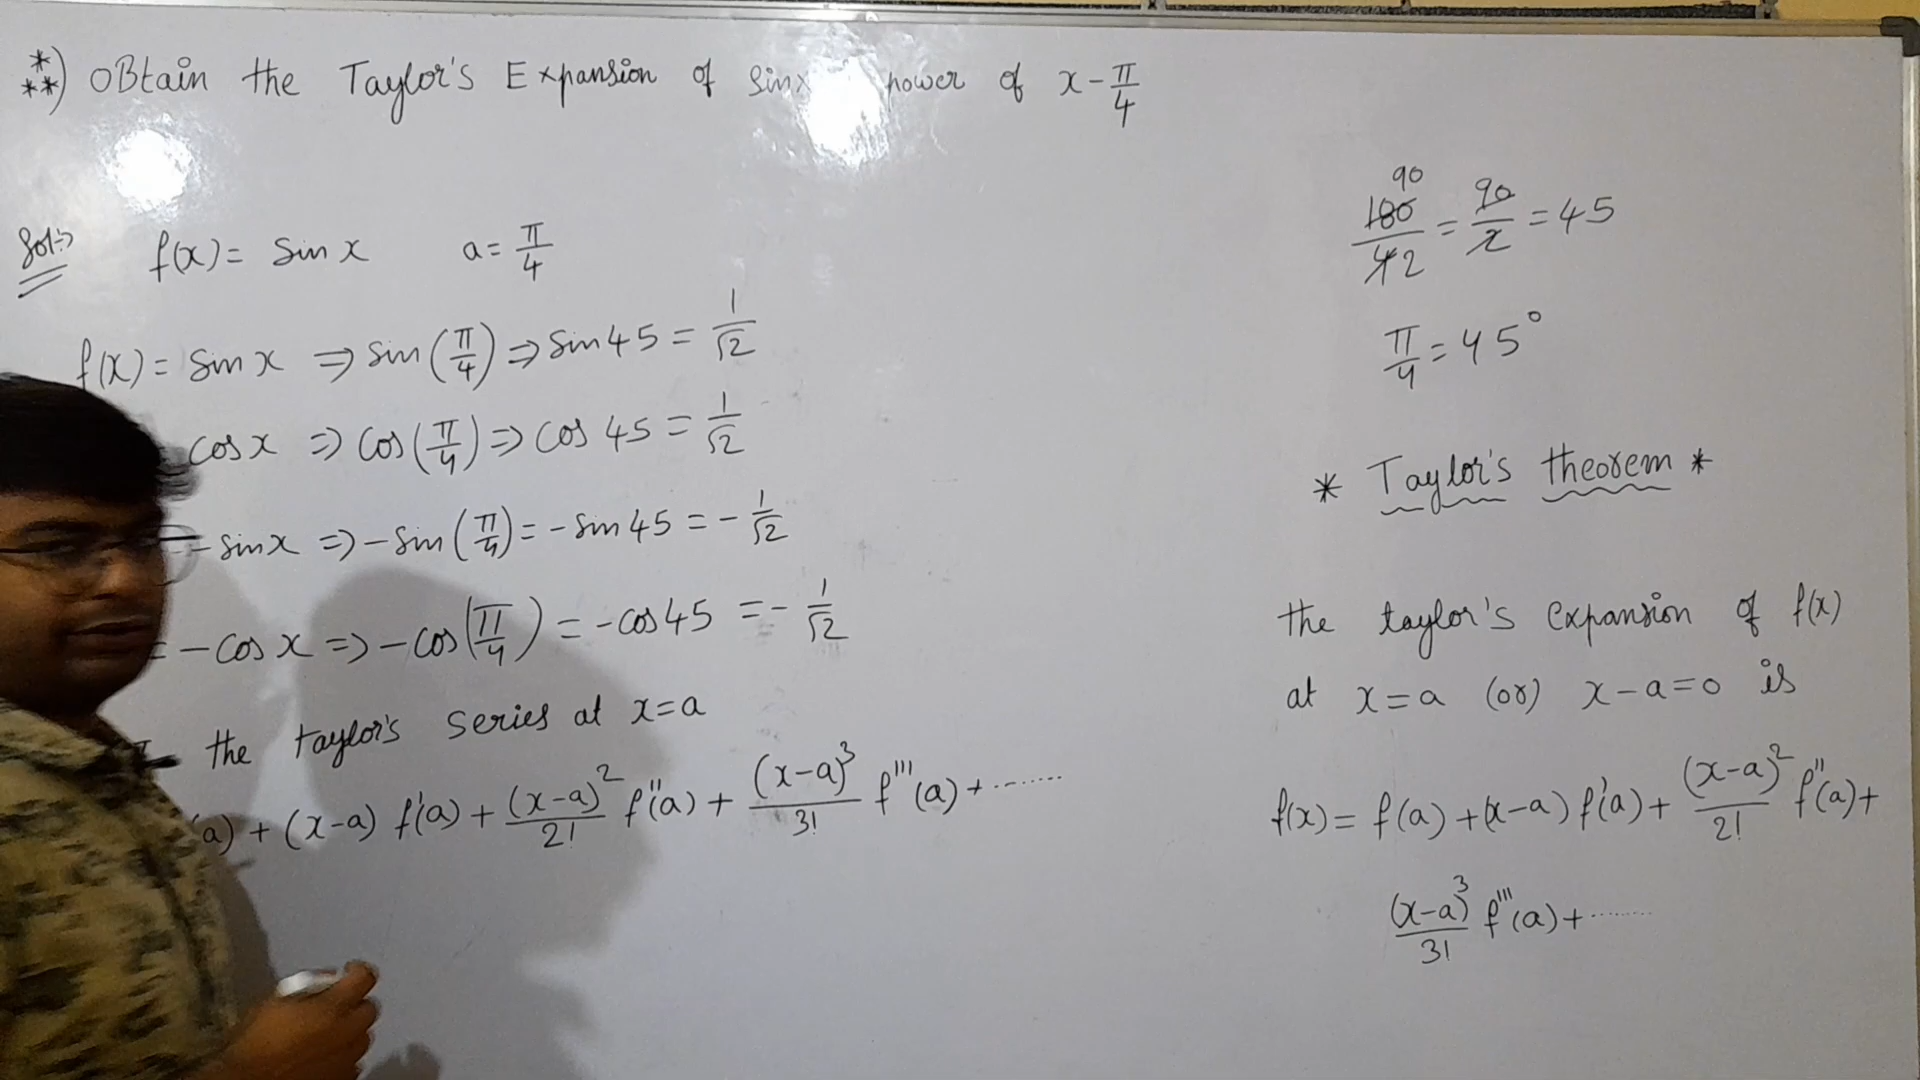 ***) OBtain the Taylor's Expansion of sinx power of x-π/4
Sol:-> f(x) = Sin x a = π/4
f(x) = Sin x ⇒ sin(π/4) ⇒ sin45 = 1/√2
cosx ⇒ cos(π/4) ⇒ cos 45 = 1/√2
= -sinx ⇒ -sin(π/4) = -sin45 = -1/√2
= -cosx ⇒ -cos(π/4) = -cos45 = -1/√2
the taylor's series at x=a
(a) + (x-a) f'(a) + (x-a)²/2! f''(a) + (x-a)³/3! f'''(a) + .......
90
180/42 = 90/2 = 45
π/4 = 45°
* Taylor's theorem *
the taylor's expansion of f(x)
at x=a (or) x-a=0 is
f(x) = f(a) + (x-a) f'(a) + (x-a)²/2! f''(a) +
(x-a)³/3! f'''(a) + ........